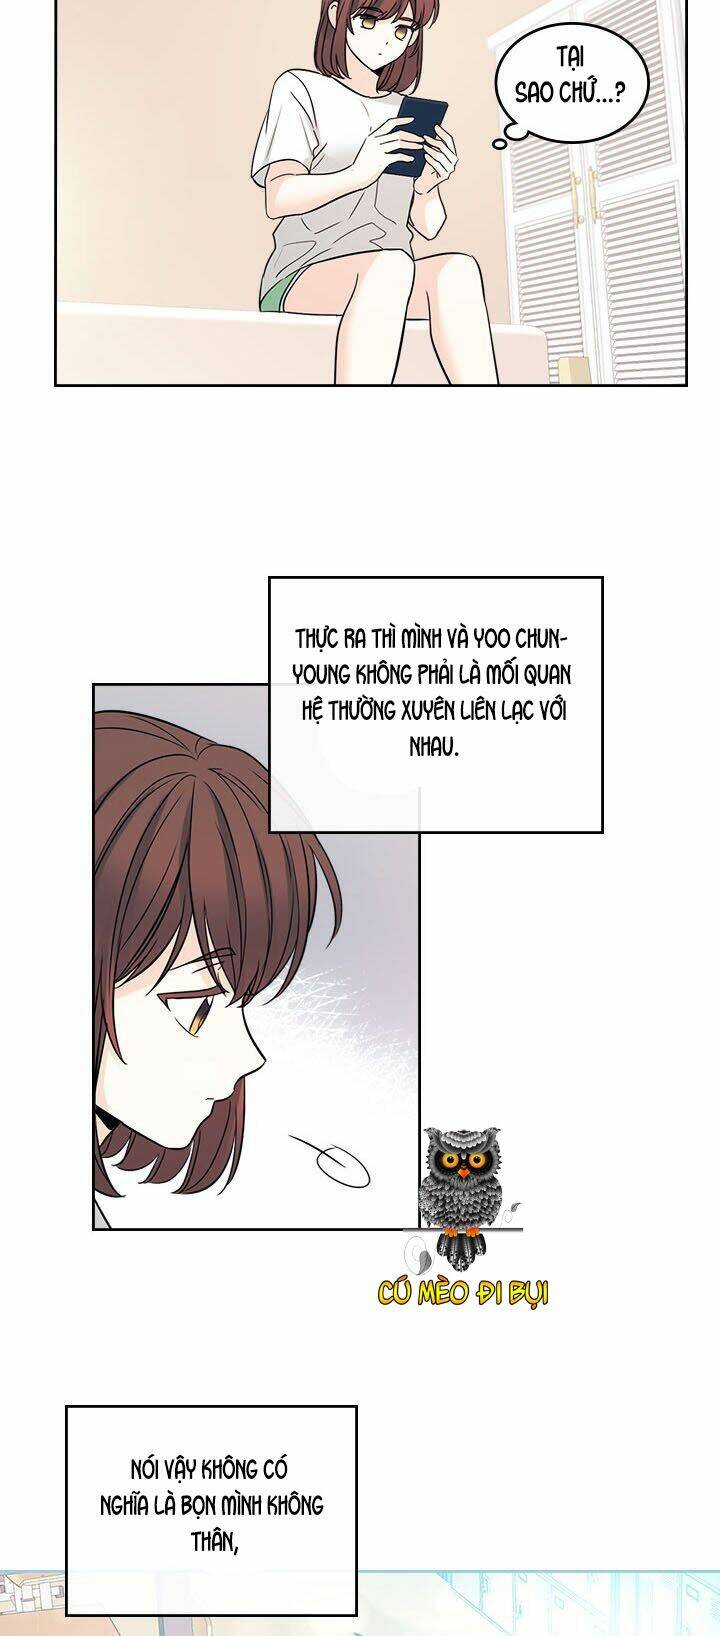 TẠI
SAO CHỨ...?
THỰC RA THÌ MÌNH VÀ YOO CHUN-
YOUNG KHÔNG PHẢI LÀ MỐI QUAN
HỆ THƯỜNG XUYÊN LIÊN LẠC VỚI
NHAU.
CÚ MÈO ĐI BỤI
NÓI VẬY KHÔNG CÓ
NGHĨA LÀ BỌN MÌNH KHÔNG
THÂN,